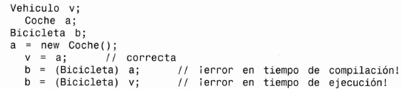 Vehiculo v;
Coche a;
Bicicleta b;
a = new Coche();
v = a; // correcta
b = (Bicicleta) a; // ¡error en tiempo de compilación!
b = (Bicicleta) v; // ¡error en tiempo de ejecución!